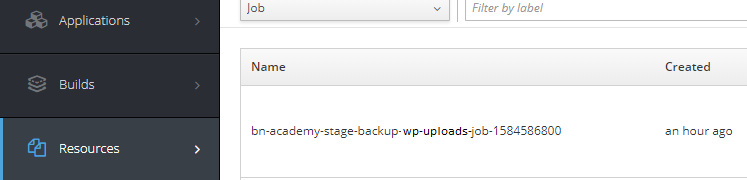 Applications
Job
Filter by label
Builds
Name Created
Resources
bn-academy-stage-backup-wp-uploads-job-1584586800 an hour ago